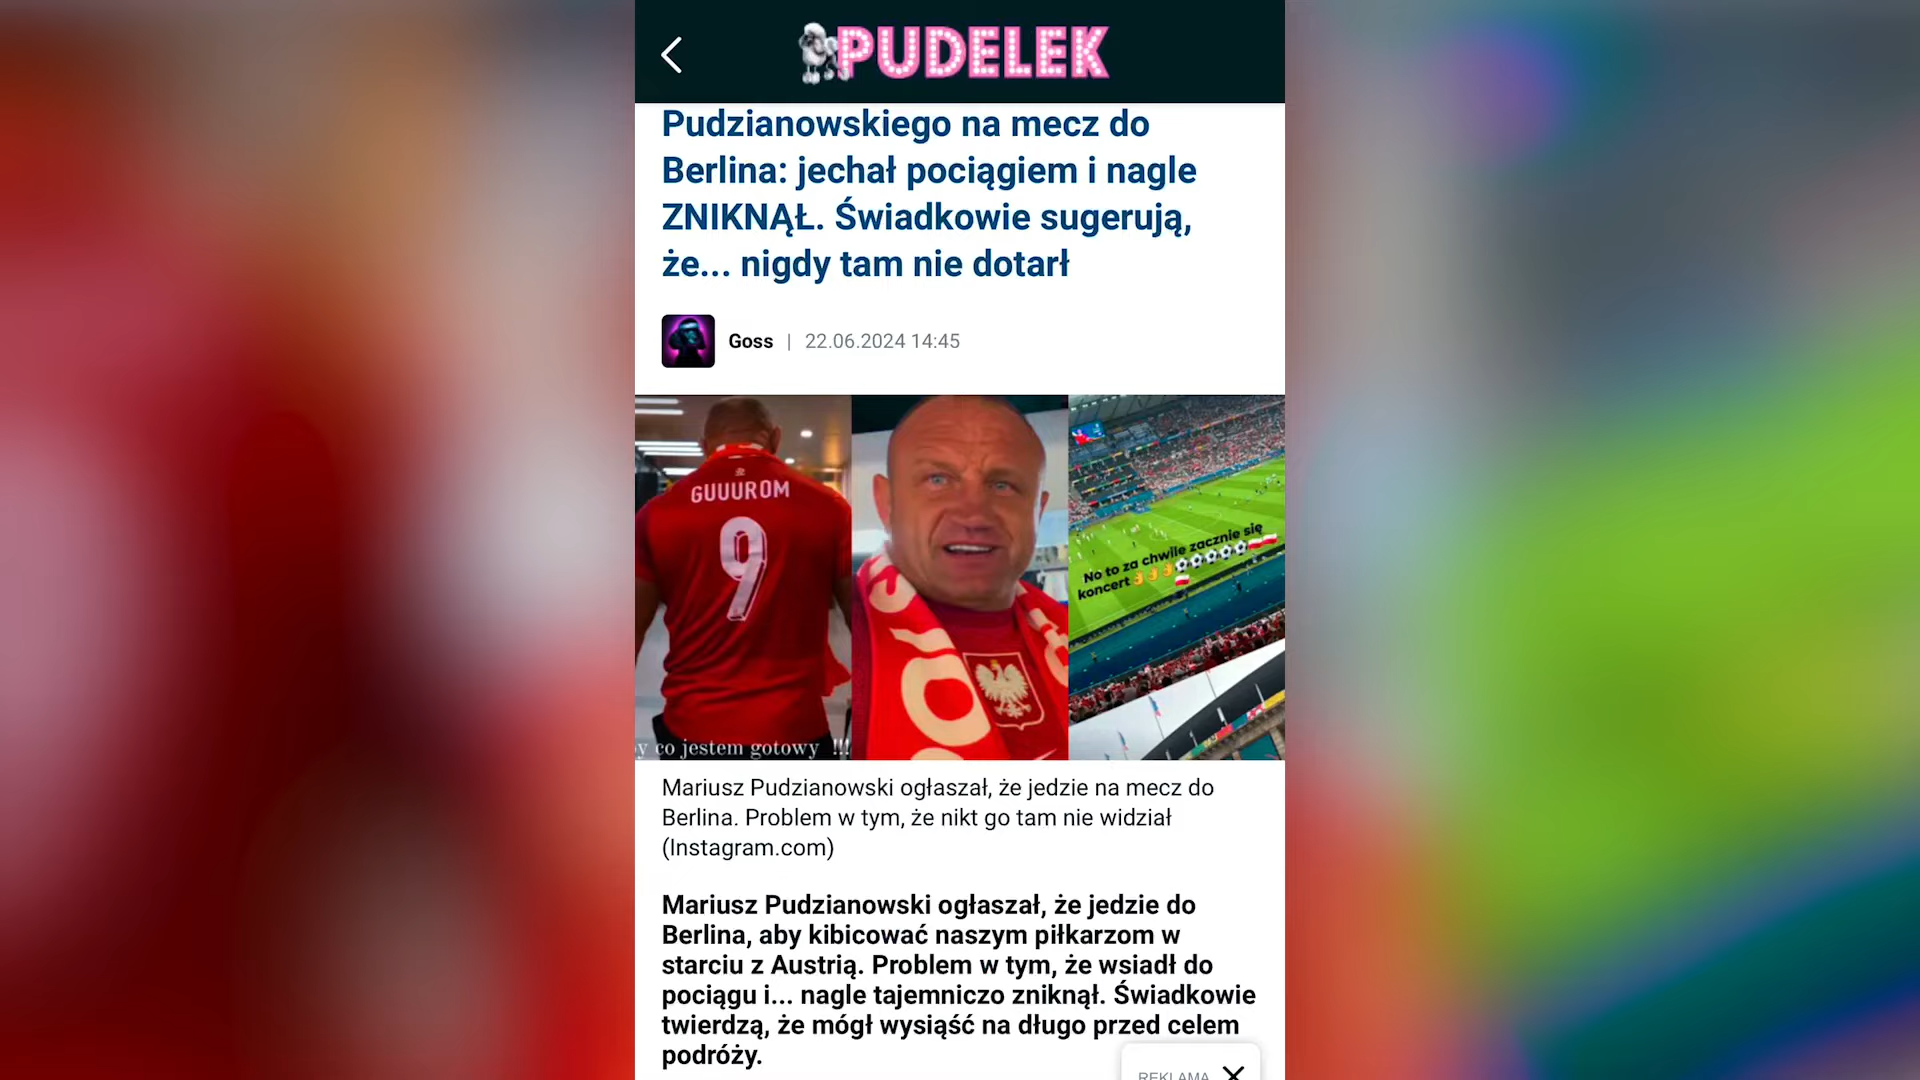 PUDELEK
Pudzianowskiego na mecz do
Berlina: jechał pociągiem i nagle
ZNIKNĄŁ. Świadkowie sugerują,
że... nigdy tam nie dotarł
Goss | 22.06.2024 14:45
GUUUROM
9
y co jestem gotowy !!!
No to za chwile zacznie się
koncert
Mariusz Pudzianowski ogłaszał, że jedzie na mecz do
Berlina. Problem w tym, że nikt go tam nie widział
(Instagram.com)
Mariusz Pudzianowski ogłaszał, że jedzie do
Berlina, aby kibicować naszym piłkarzom w
starciu z Austrią. Problem w tym, że wsiadł do
pociągu i... nagle tajemniczo zniknął. Świadkowie
twierdzą, że mógł wysiąść na długo przed celem
podróży.
REKLAMA